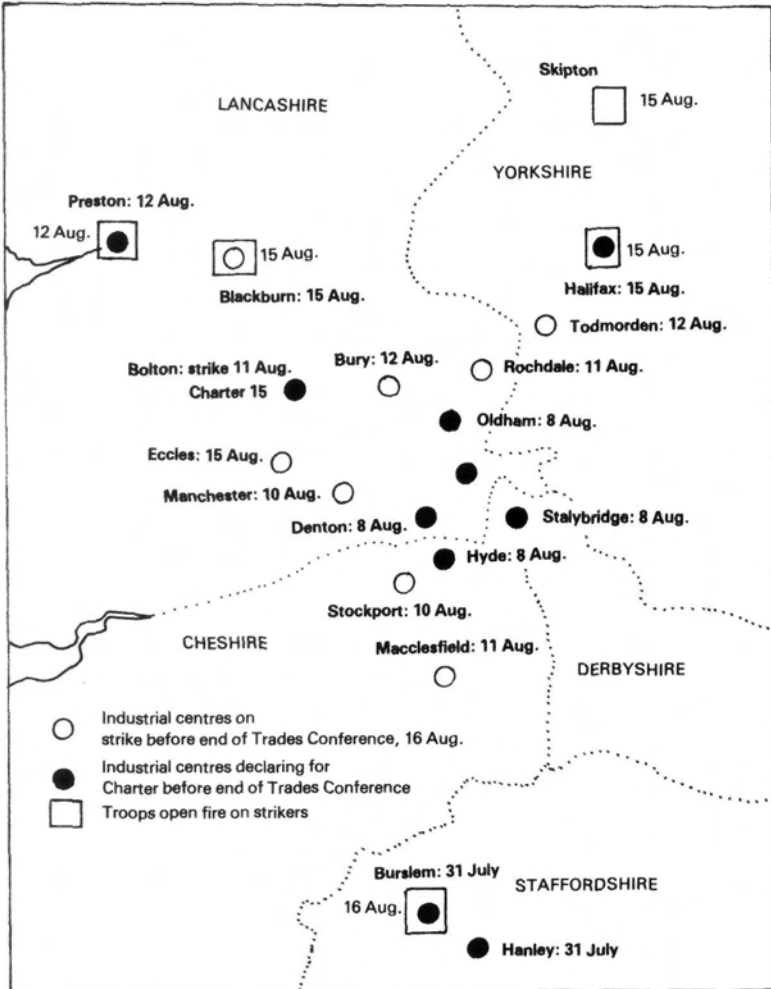 Skipton
15 Aug.
LANCASHIRE
YORKSHIRE
Preston: 12 Aug.
12 Aug.
15 Aug.
Blackburn: 15 Aug.
15 Aug.
Halifax: 15 Aug.
Todmorden: 12 Aug.
Bolton: strike 11 Aug.
Charter 15
Bury: 12 Aug.
Rochdale: 11 Aug.
Oldham: 8 Aug.
Eccles: 15 Aug.
Manchester: 10 Aug.
Denton: 8 Aug.
Stalybridge: 8 Aug.
Hyde: 8 Aug.
Stockport: 10 Aug.
CHESHIRE
Macclesfield: 11 Aug.
DERBYSHIRE
Industrial centres on
strike before end of Trades Conference, 16 Aug.
Industrial centres declaring for
Charter before end of Trades Conference
Troops open fire on strikers
Burslem: 31 July
16 Aug.
STAFFORDSHIRE
Hanley: 31 July